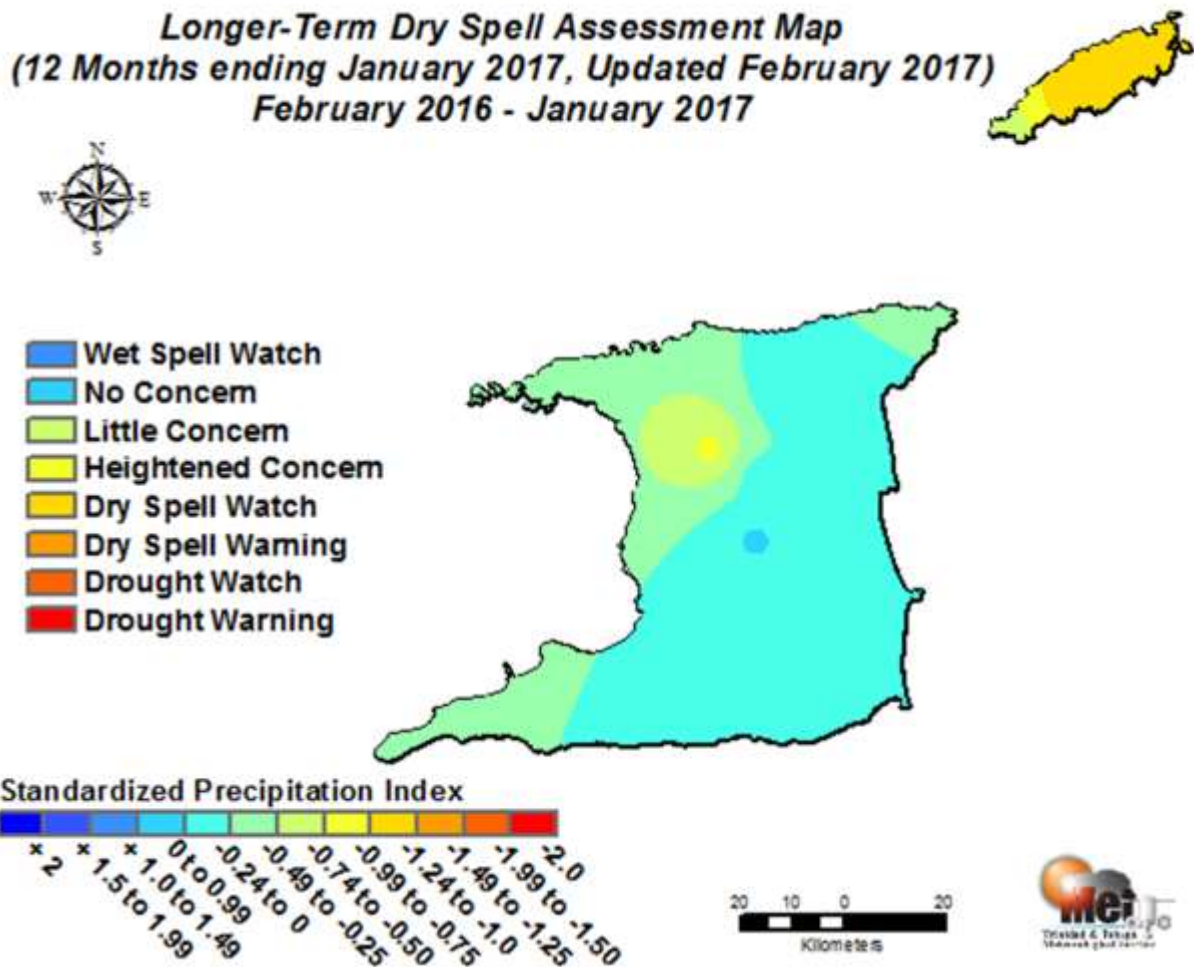 Longer-Term Dry Spell Assessment Map
(12 Months ending January 2017, Updated February 2017)
February 2016 - January 2017
N
W E
S
Wet Spell Watch
No Concern
Little Concern
Heightened Concern
Dry Spell Watch
Dry Spell Warning
Drought Watch
Drought Warning
Standardized Precipitation Index
+ 2
+ 1.5 to 1.99
+ 1.0 to 1.49
0 to 0.99
-0.24 to 0
-0.49 to -0.25
-0.74 to -0.50
-0.99 to -0.75
-1.24 to -1.0
-1.49 to -1.25
-1.99 to -1.50
-2.0
20 10 0 20
Kilometers
Met
Trinidad & Tobago